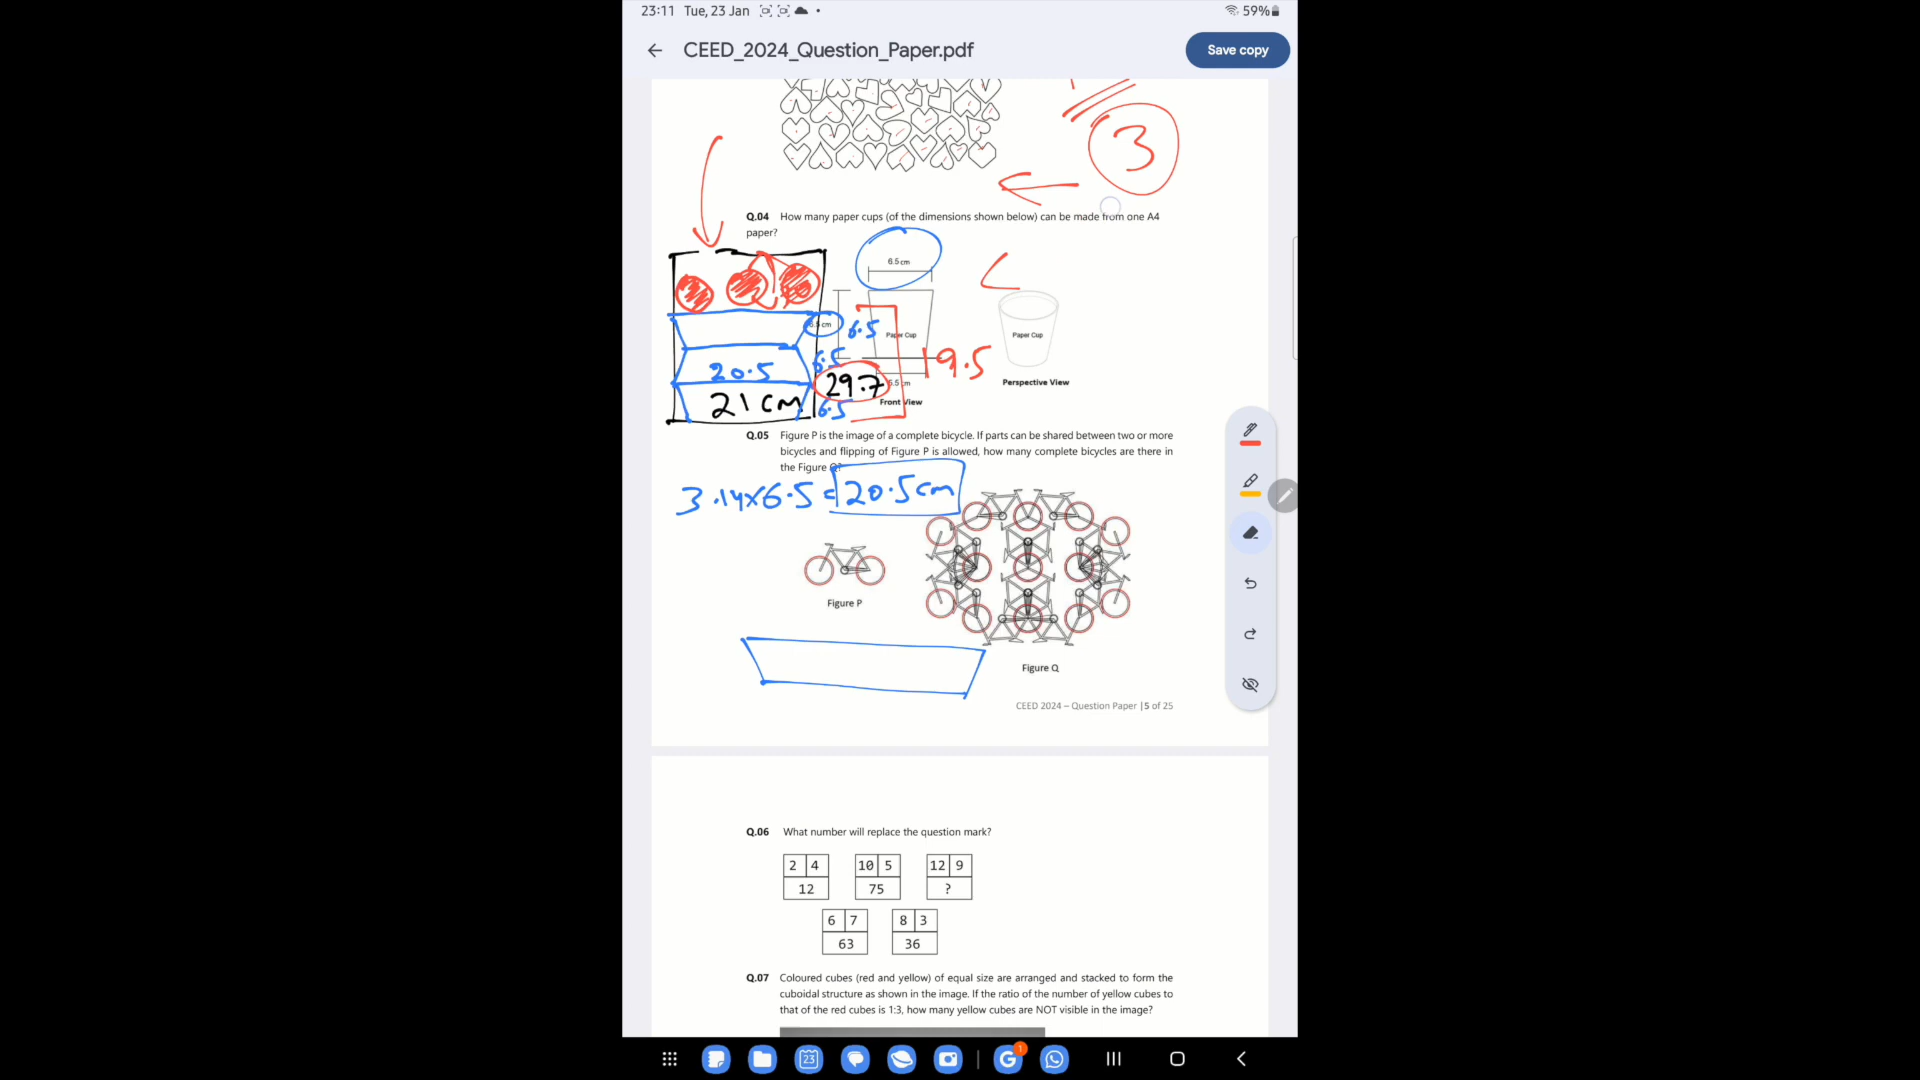 23:11 Tue, 23 Jan
59%
CEED_2024_Question_Paper.pdf
Save copy
3
Q.04 How many paper cups (of the dimensions shown below) can be made from one A4
paper?
6.5 cm
6.5
Paper Cup
Paper Cup
6.5
19.5
20.5
29.7
Perspective View
21 cm
6.5
Front View
Q.05 Figure P is the image of a complete bicycle. If parts can be shared between two or more
bicycles and flipping of Figure P is allowed, how many complete bicycles are there in
the Figure Q?
3.14x6.5 = 20.5cm
Figure P
Figure Q
CEED 2024 – Question Paper | 5 of 25
Q.06 What number will replace the question mark?
2 4 10 5 12 9
12 75 ?
6 7 8 3
63 36
Q.07 Coloured cubes (red and yellow) of equal size are arranged and stacked to form the
cuboidal structure as shown in the image. If the ratio of the number of yellow cubes to
that of the red cubes is 1:3, how many yellow cubes are NOT visible in the image?
23
G
1